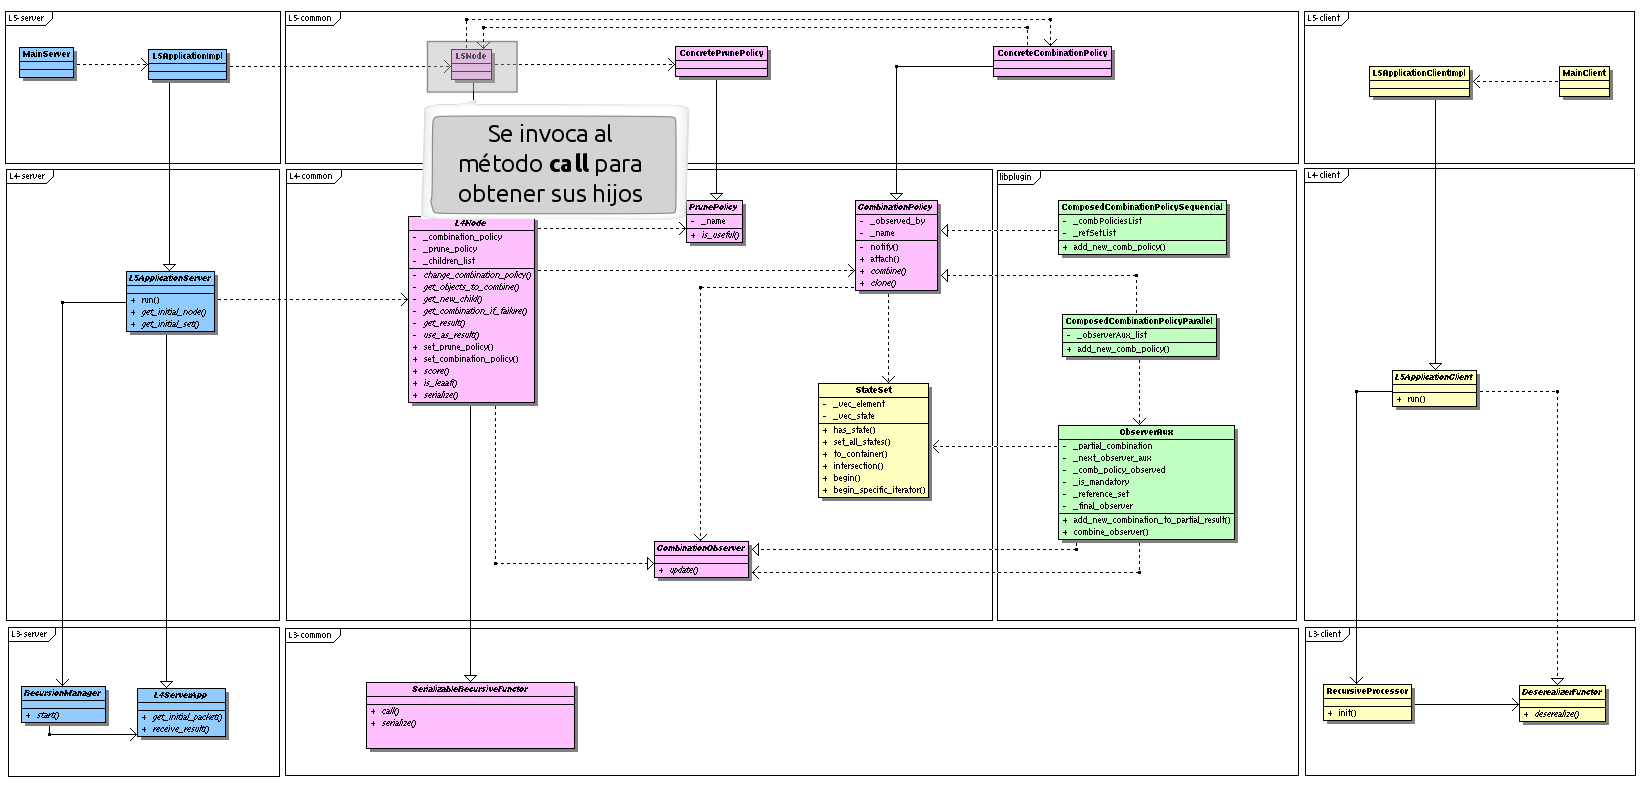 L5-server
MainServer
L5ApplicationImpl
L5-common
L5Node
ConcretePrunePolicy
ConcreteCombinationPolicy
L5-client
L5ApplicationClientImpl
MainClient
Se invoca al
método call para
obtener sus hijos
L4-server
L5ApplicationServer
+ run()
+ get_initial_node()
+ get_initial_set()
L4-common
L4Node
- _combination_policy
- _prune_policy
- _children_list
- change_combination_policy()
- get_objects_to_combine()
- get_new_child()
- get_combination_if_failure()
- get_result()
- use_as_result()
+ set_prune_policy()
+ set_combination_policy()
+ score()
+ is_leaaf()
+ serialize()
PrunePolicy
- _name
+ is_useful()
CombinationPolicy
- _observed_by
- _name
- notify()
+ attach()
+ combine()
+ clone()
StateSet
- _vec_element
- _vec_state
+ has_state()
+ set_all_states()
+ to_container()
+ intersection()
+ begin()
+ begin_specific_iterator()
CombinationObserver
+ update()
libplugin
ComposedCombinationPolicySequencial
- _combPoliciesList
- _refSetList
+ add_new_comb_policy()
ComposedCombinationPolicyParallel
- _observerAux_list
+ add_new_comb_policy()
ObserverAux
- _partial_combination
- _next_observer_aux
- _comb_policy_observed
- _is_mandatory
- _reference_set
- _final_observer
+ add_new_combination_to_partial_result()
+ combine_observer()
L4-client
L5ApplicationClient
+ run()
L3-server
RecursionManager
+ start()
L4ServerApp
+ get_initial_packet()
+ receive_result()
L3-common
SerializableRecursiveFunctor
+ call()
+ serialize()
L3-client
RecursiveProcessor
+ init()
DeserealizerFunctor
+ deserealize()